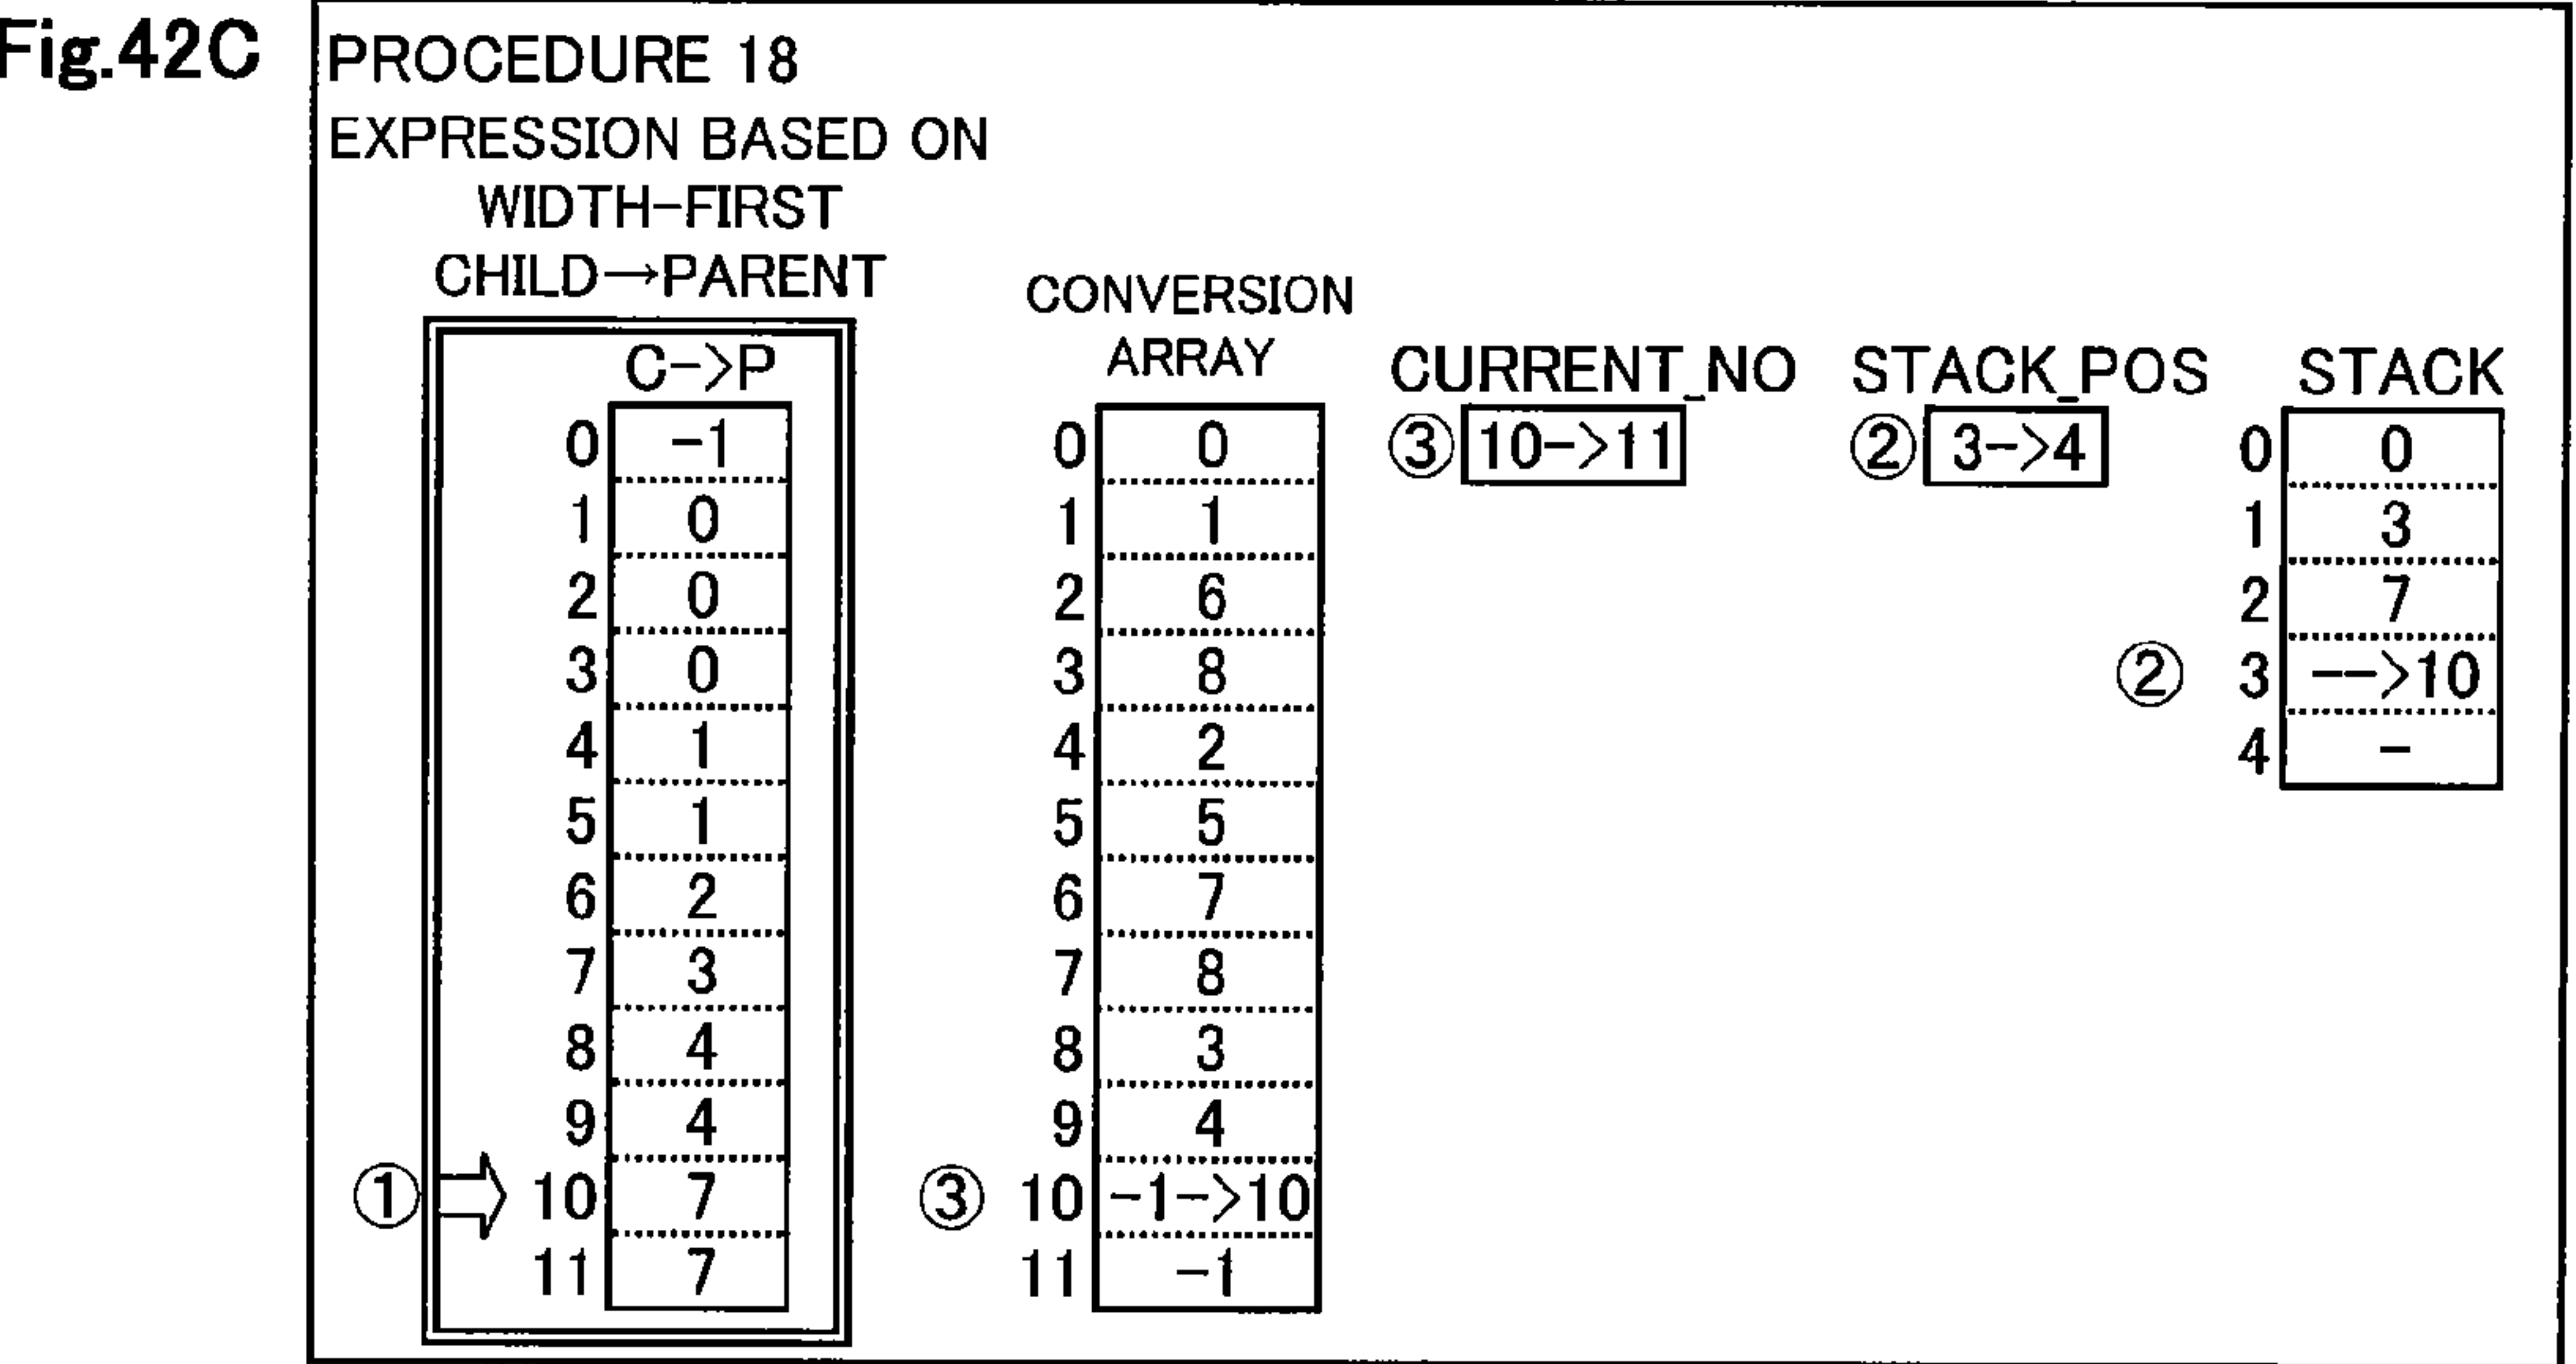 Fig.42C
PROCEDURE 18
EXPRESSION BASED ON
WIDTH-FIRST
CHILD→PARENT
CONVERSION
ARRAY
C->P
CURRENT_NO
STACK_POS
STACK
0 -1
1 0
2 0
3 0
4 1
5 1
6 2
7 3
8 4
9 4
① 10 7
11 7
0 0
1 1
2 6
3 8
4 2
5 5
6 7
7 8
8 3
9 4
③ 10 -1->10
11 -1
③ 10->11
② 3->4
0 0
1 3
2 7
② 3 -->10
4 -